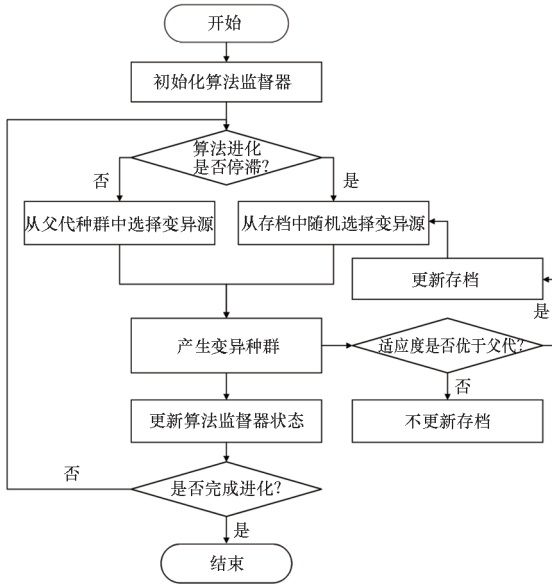 开始
初始化算法监督器
算法进化
是否停滞?
否
是
从父代种群中选择变异源
从存档中随机选择变异源
更新存档
是
产生变异种群
适应度是否优于父代?
否
更新算法监督器状态
不更新存档
否
是否完成进化?
是
结束